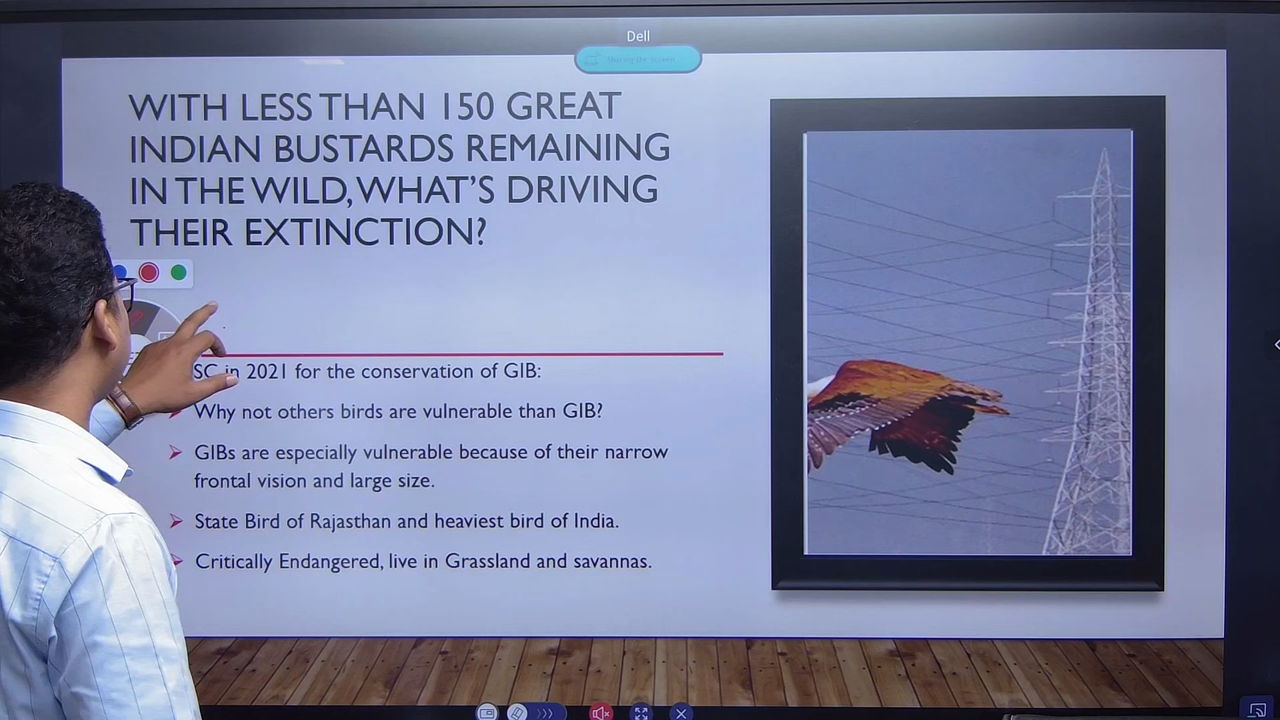 Dell
Sharing the screen
WITH LESS THAN 150 GREAT
INDIAN BUSTARDS REMAINING
IN THE WILD, WHAT'S DRIVING
THEIR EXTINCTION?
SC in 2021 for the conservation of GIB:
Why not others birds are vulnerable than GIB?
GIBs are especially vulnerable because of their narrow
frontal vision and large size.
State Bird of Rajasthan and heaviest bird of India.
Critically Endangered, live in Grassland and savannas.